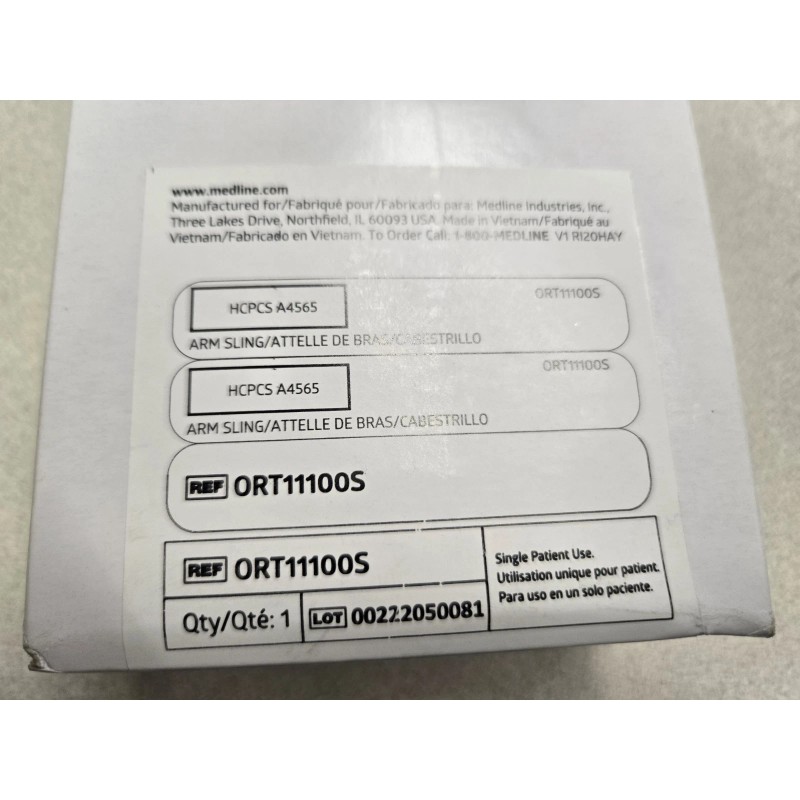 www.medline.com
Manufactured for/Fabriqué pour/Fabricado para: Medline Industries, Inc.,
Three Lakes Drive, Northfield, IL 60093 USA. Made in Vietnam/Fabriqué au
Vietnam/Fabricado en Vietnam. To Order Call: 1-800-MEDLINE V1 RI20HAY
HCPCS A4565
ORT11100S
ARM SLING/ATTELLE DE BRAS/CABESTRILLO
HCPCS A4565
ORT11100S
ARM SLING/ATTELLE DE BRAS/CABESTRILLO
REF ORT11100S
REF ORT11100S
Qty/Qté: 1
LOT 00222050081
Single Patient Use.
Utilisation unique pour patient.
Para uso en un solo paciente.